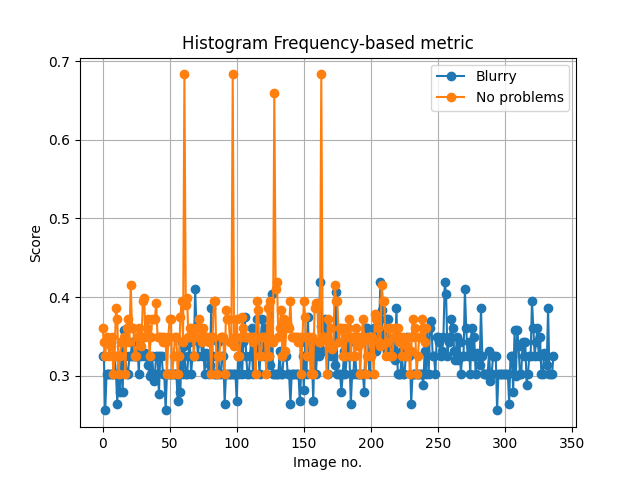 Histogram Frequency-based metric
0.7
0.6
0.5
0.4
0.3
Score
Blurry
No problems
0 50 100 150 200 250 300 350
Image no.